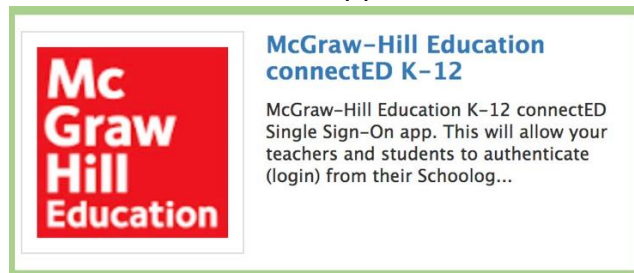 Mc
Graw
Hill
Education
McGraw-Hill Education
connectED K-12
McGraw-Hill Education K-12 connectED
Single Sign-On app. This will allow your
teachers and students to authenticate
(login) from their Schoolog...